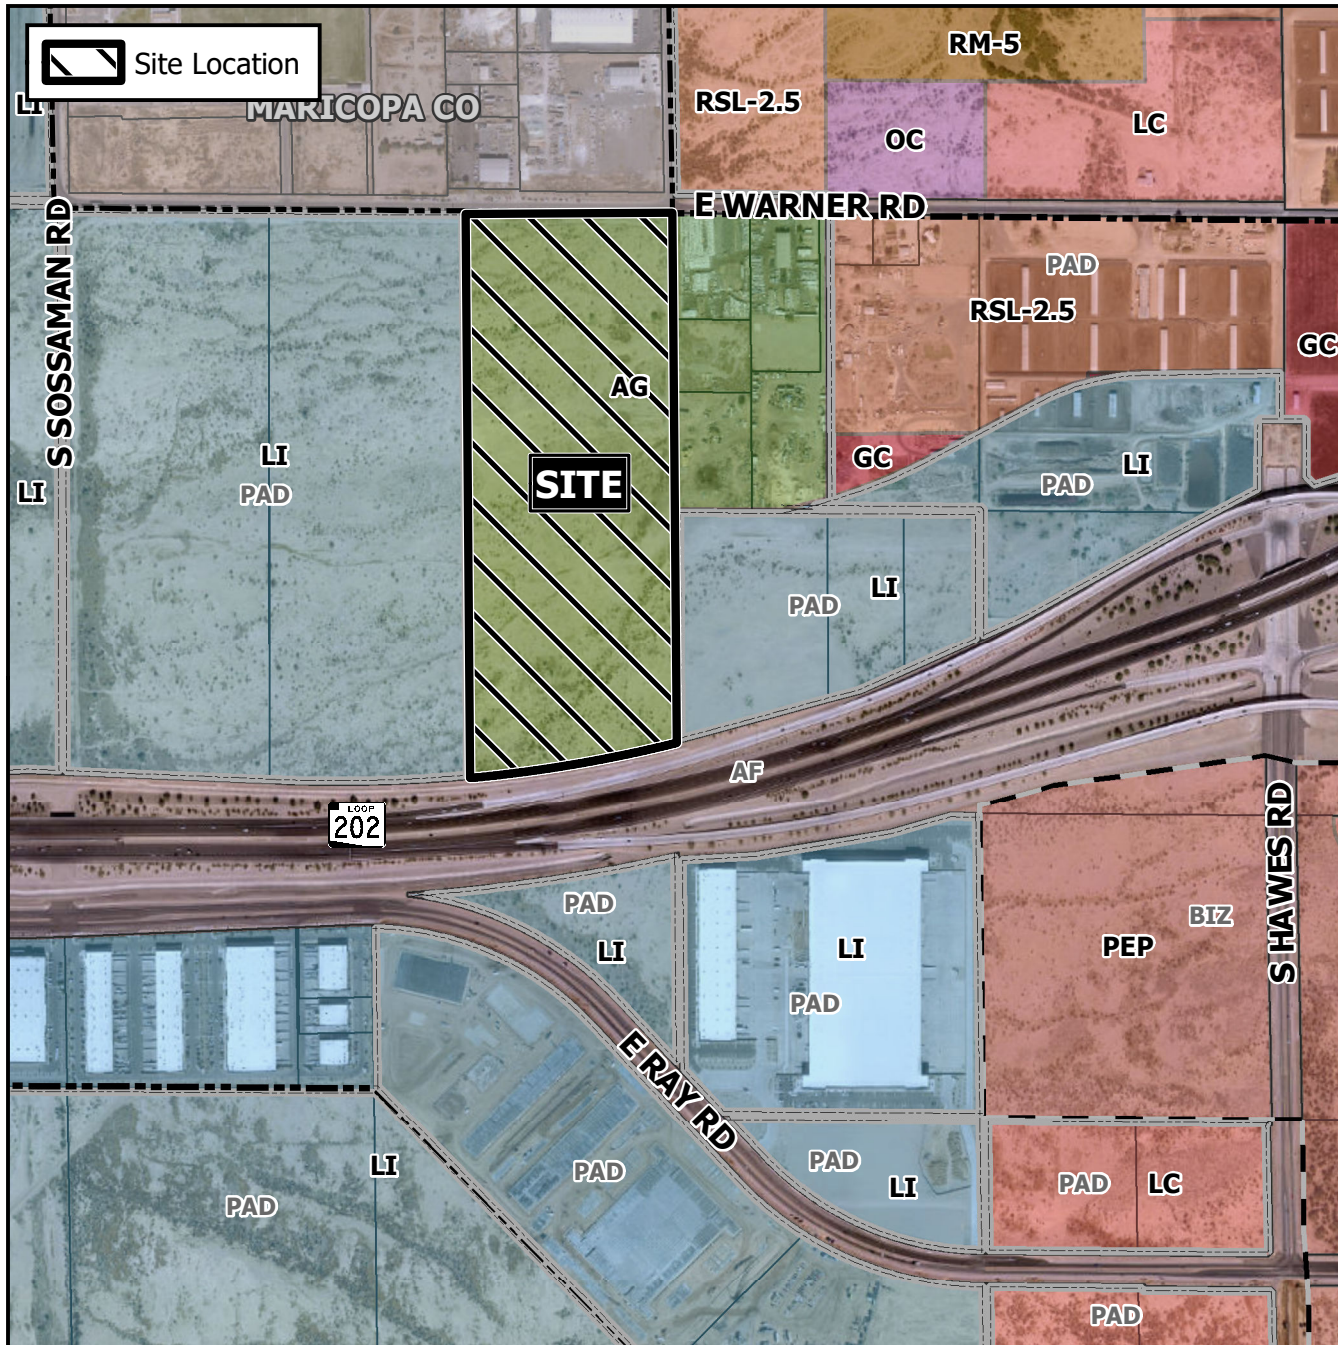 Site Location
LI
MARICOPA CO
RM-5
RSL-2.5
OC
LC
E WARNER RD
S SOSSAMAN RD
PAD
RSL-2.5
GC
AG
LI
PAD
LI
SITE
GC
LI
PAD
LI
PAD
AF
LOOP
202
S HAWES RD
PAD
LI
LI
PAD
BIZ
PEP
E RAY RD
LI
PAD
PAD
PAD
LI
PAD
LC
PAD